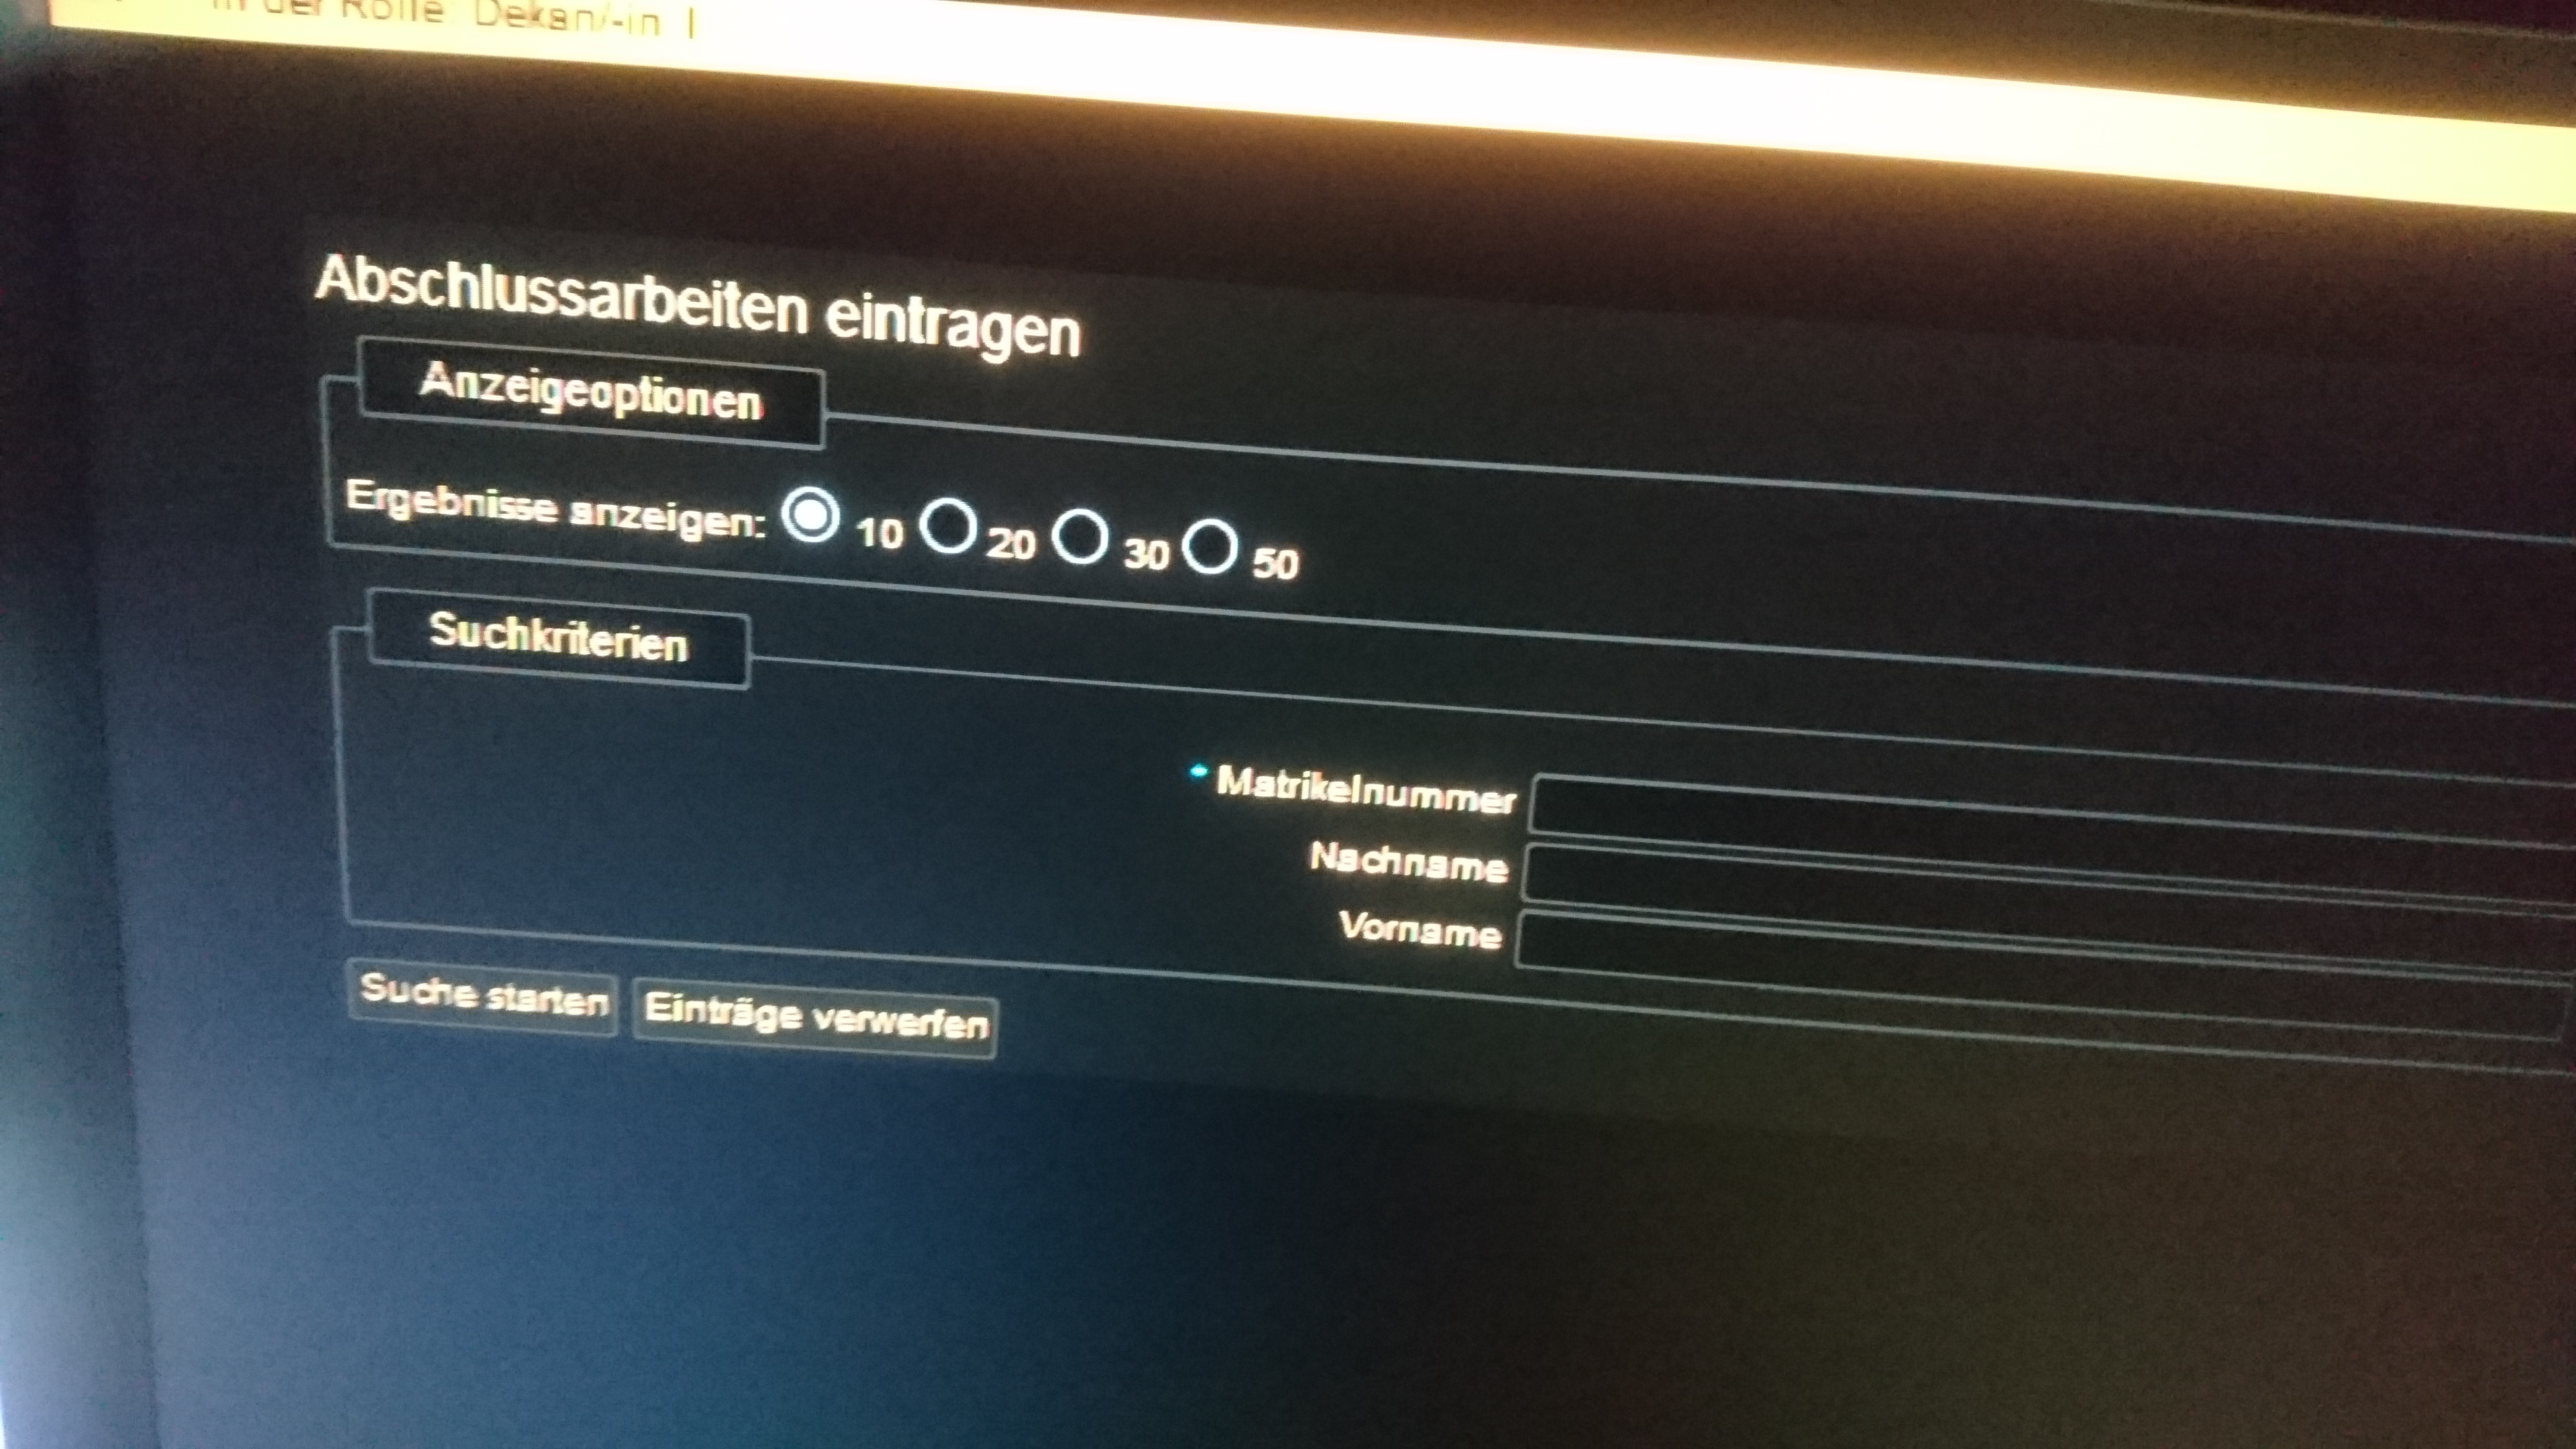 in der Rolle: Dekan/-in |
Abschlussarbeiten eintragen
Anzeigeoptionen
Ergebnisse anzeigen: 10 20 30 50
Suchkriterien
* Matrikelnummer
Nachname
Vorname
Suche starten Einträge verwerfen